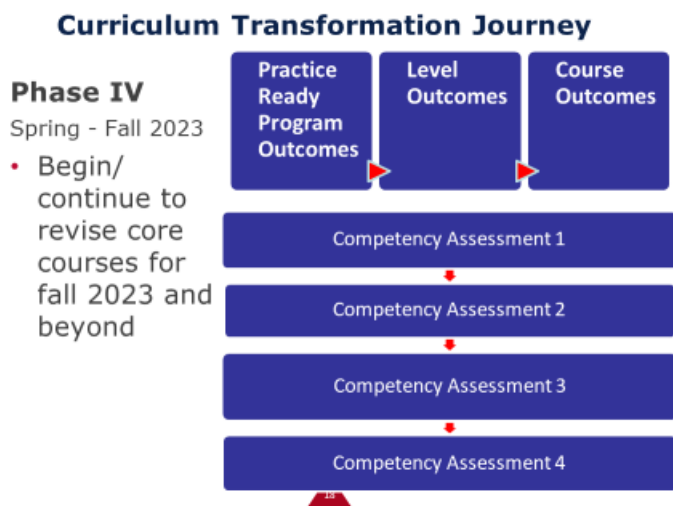 Curriculum Transformation Journey
Phase IV
Spring - Fall 2023
• Begin/
continue to
revise core
courses for
fall 2023 and
beyond
Practice
Ready
Program
Outcomes
Level
Outcomes
Course
Outcomes
Competency Assessment 1
Competency Assessment 2
Competency Assessment 3
Competency Assessment 4
18